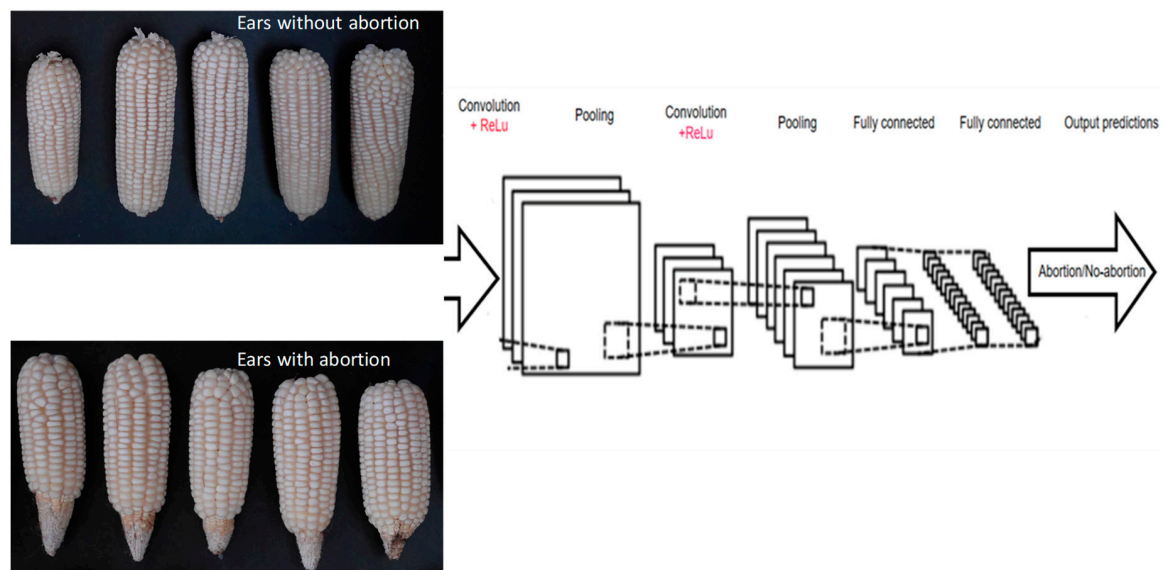 Ears without abortion
Convolution
+ ReLu
Pooling
Convolution
+ReLu
Pooling
Fully connected
Fully connected
Output predictions
Abortion/No-abortion
Ears with abortion